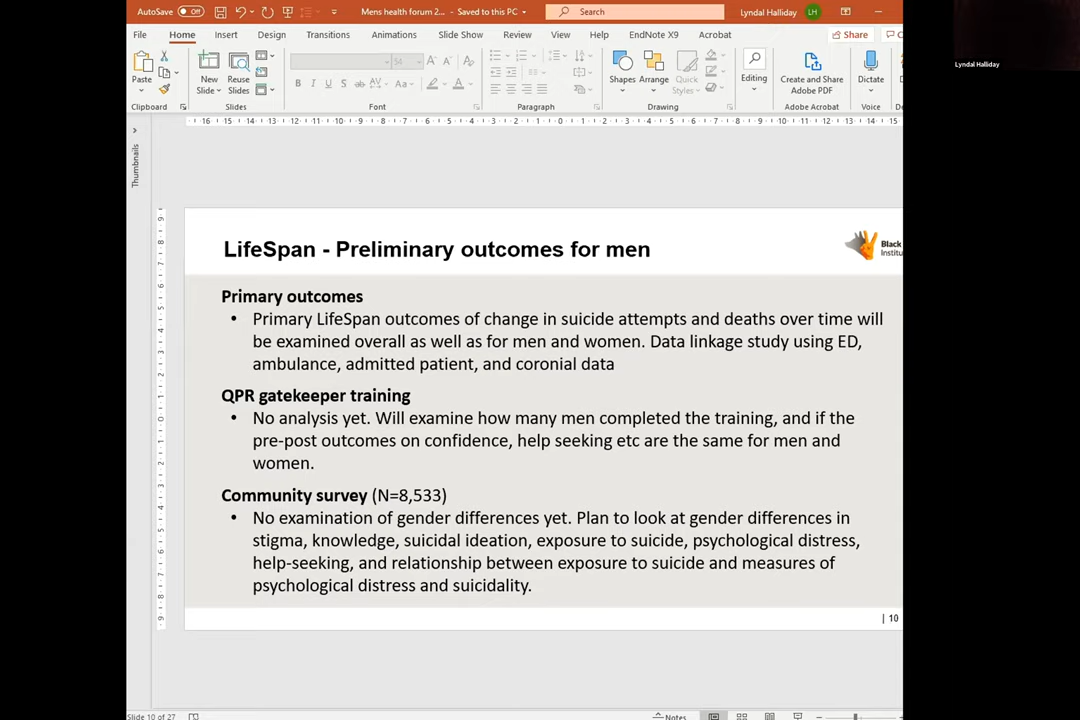 AutoSave Off Mens health forum 2... - Saved to this PC Search Lyndal Halliday LH
File Home Insert Design Transitions Animations Slide Show Review View Help EndNote X9 Acrobat Share
Paste New Slide Reuse Slides 54 Shapes Arrange Quick Styles Editing Create and Share Adobe PDF Dictate
Clipboard Slides Font Paragraph Drawing Adobe Acrobat Voice
Lyndal Halliday
Thumbnails
LifeSpan - Preliminary outcomes for men
Black
Institu
Primary outcomes
• Primary LifeSpan outcomes of change in suicide attempts and deaths over time will
be examined overall as well as for men and women. Data linkage study using ED,
ambulance, admitted patient, and coronial data
QPR gatekeeper training
• No analysis yet. Will examine how many men completed the training, and if the
pre-post outcomes on confidence, help seeking etc are the same for men and
women.
Community survey (N=8,533)
• No examination of gender differences yet. Plan to look at gender differences in
stigma, knowledge, suicidal ideation, exposure to suicide, psychological distress,
help-seeking, and relationship between exposure to suicide and measures of
psychological distress and suicidality.
| 10
Slide 10 of 27 Notes